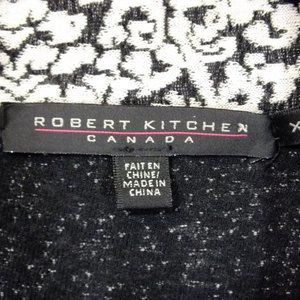 ROBERT KITCHEN
CANADA
FAIT EN
CHINE/
MADE IN
CHINA